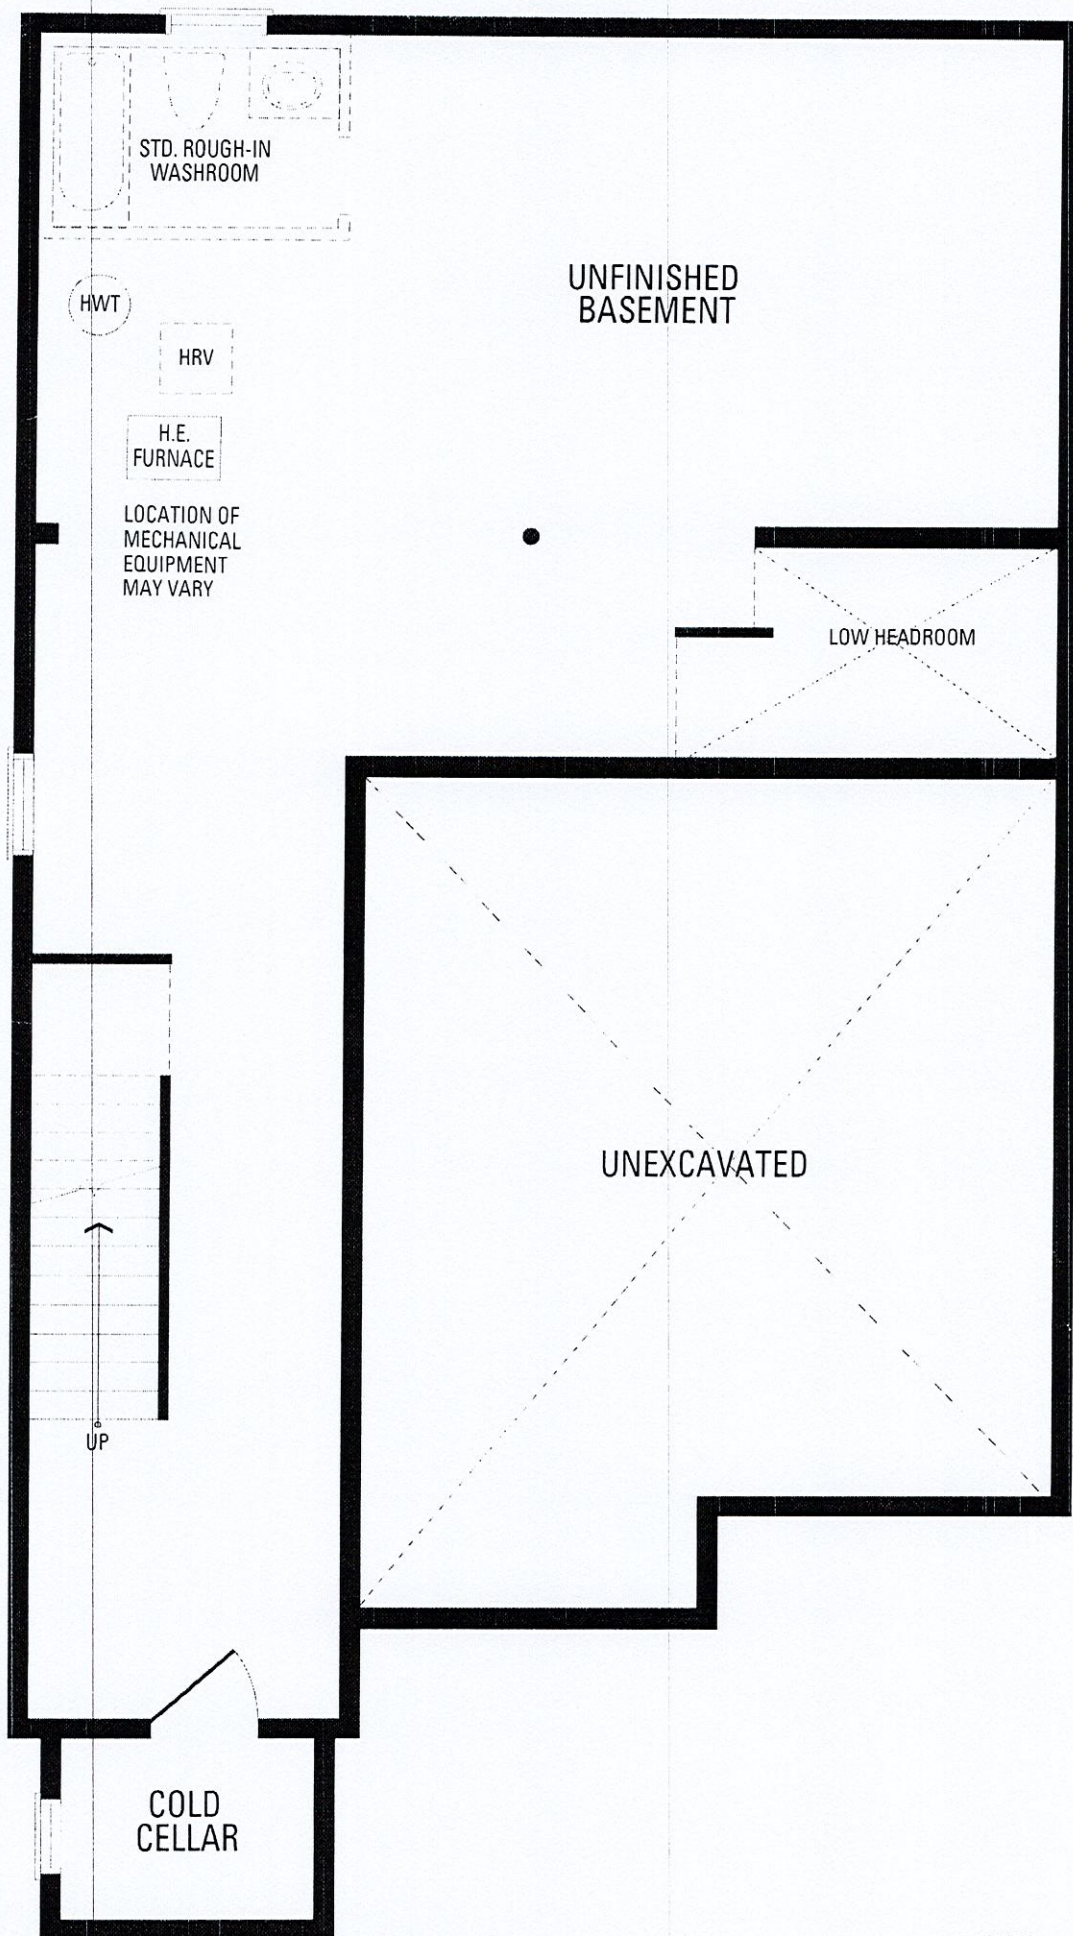 STD. ROUGH-IN
WASHROOM
HWT
HRV
H.E.
FURNACE
LOCATION OF
MECHANICAL
EQUIPMENT
MAY VARY
UNFINISHED
BASEMENT
LOW HEADROOM
UNEXCAVATED
UP
COLD
CELLAR